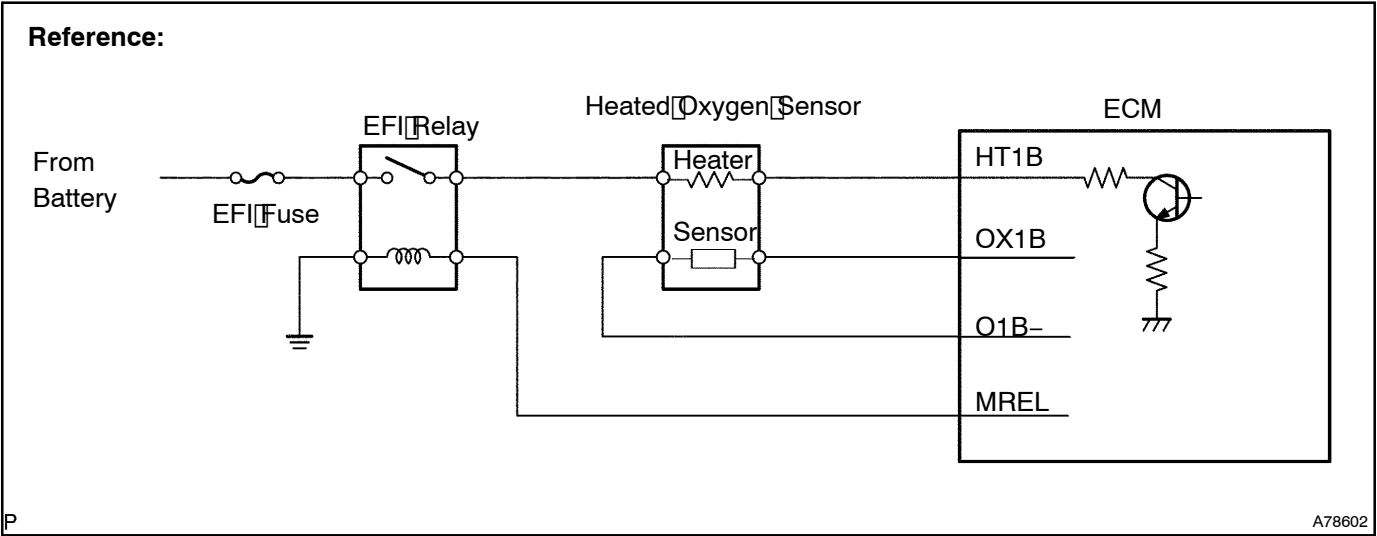 Reference:
Heated▯Oxygen▯Sensor
ECM
EFI▯Relay
From
Battery
EFI▯Fuse
Heater
Sensor
HT1B
OX1B
O1B−
MREL
P
A78602